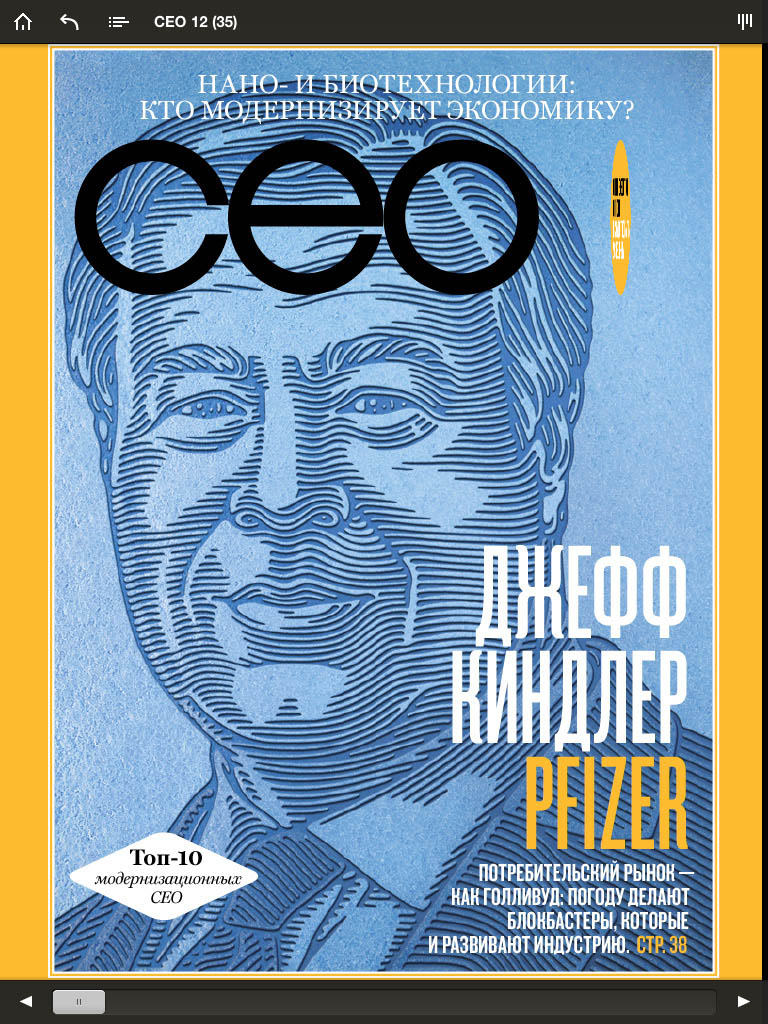 CEO 12 (35)
НАНО- И БИОТЕХНОЛОГИИ:
КТО МОДЕРНИЗИРУЕТ ЭКОНОМИКУ?
ceo
ДЖЕФФ
КИНДЛЕР
PFIZER
Топ-10
модернизационных
CEO
ПОТРЕБИТЕЛЬСКИЙ РЫНОК —
КАК ГОЛЛИВУД: ПОГОДУ ДЕЛАЮТ
БЛОКБАСТЕРЫ, КОТОРЫЕ
И РАЗВИВАЮТ ИНДУСТРИЮ. СТР. 38